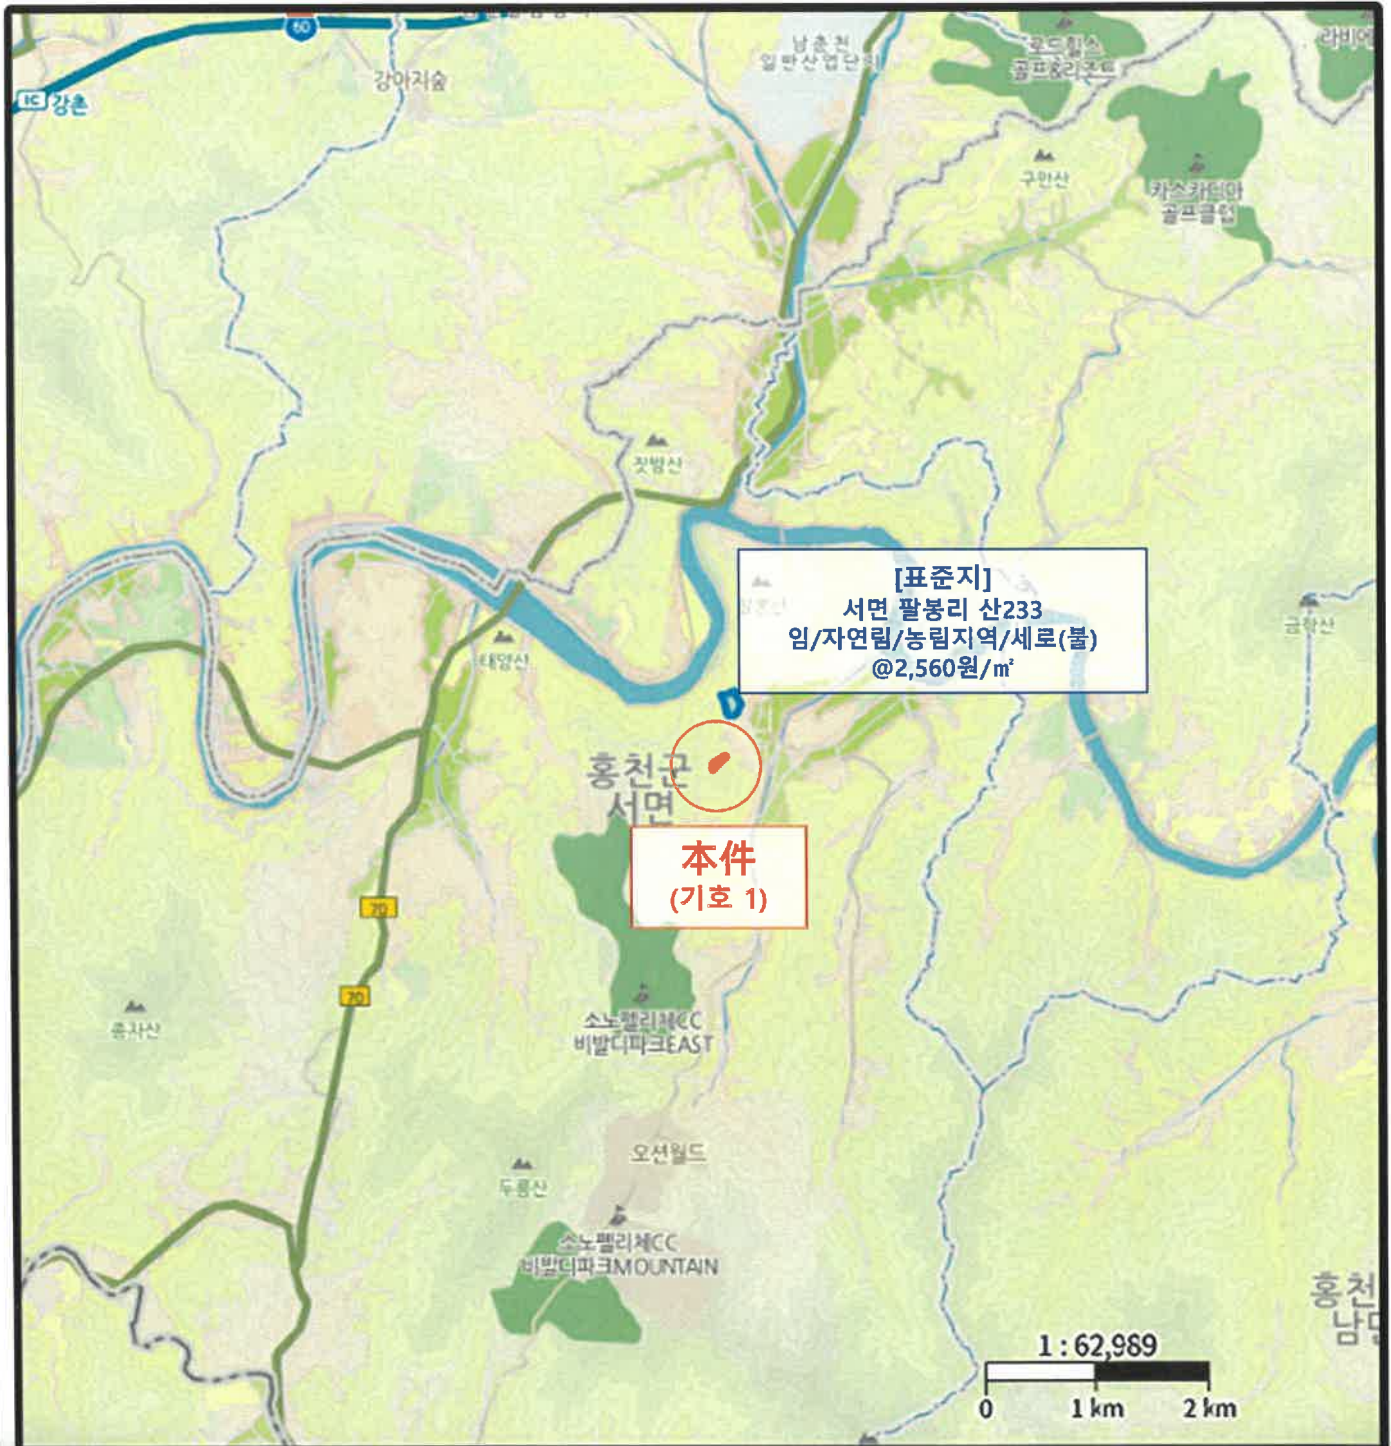 60
강아지숲
남춘천
일반산업단지
로드힐스
골프&리조트
라비에
IC 강촌
구만산
카스카디아
골프클럽
잣방산
[표준지]
서면 팔봉리 산233
임/자연림/농림지역/세로(불)
@2,560원/㎡
금학산
태양산
홍천군
서면
本件
(기호 1)
70
70
종자산
소노펠리체CC
비발디파크EAST
오션월드
두릉산
소노펠리체CC
비발디파크MOUNTAIN
홍천
남면
1 : 62,989
0 1 km 2 km